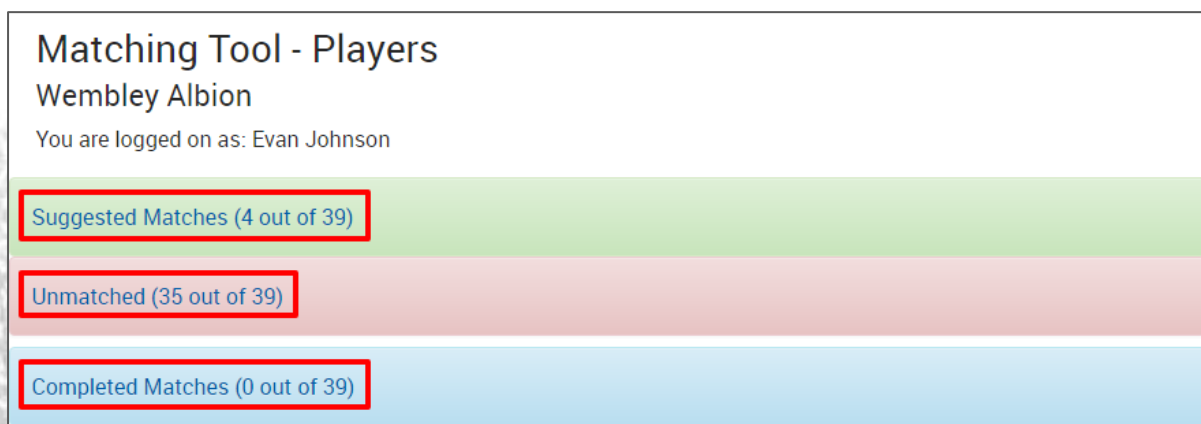 Matching Tool - Players
Wembley Albion
You are logged on as: Evan Johnson
Suggested Matches (4 out of 39)
Unmatched (35 out of 39)
Completed Matches (0 out of 39)